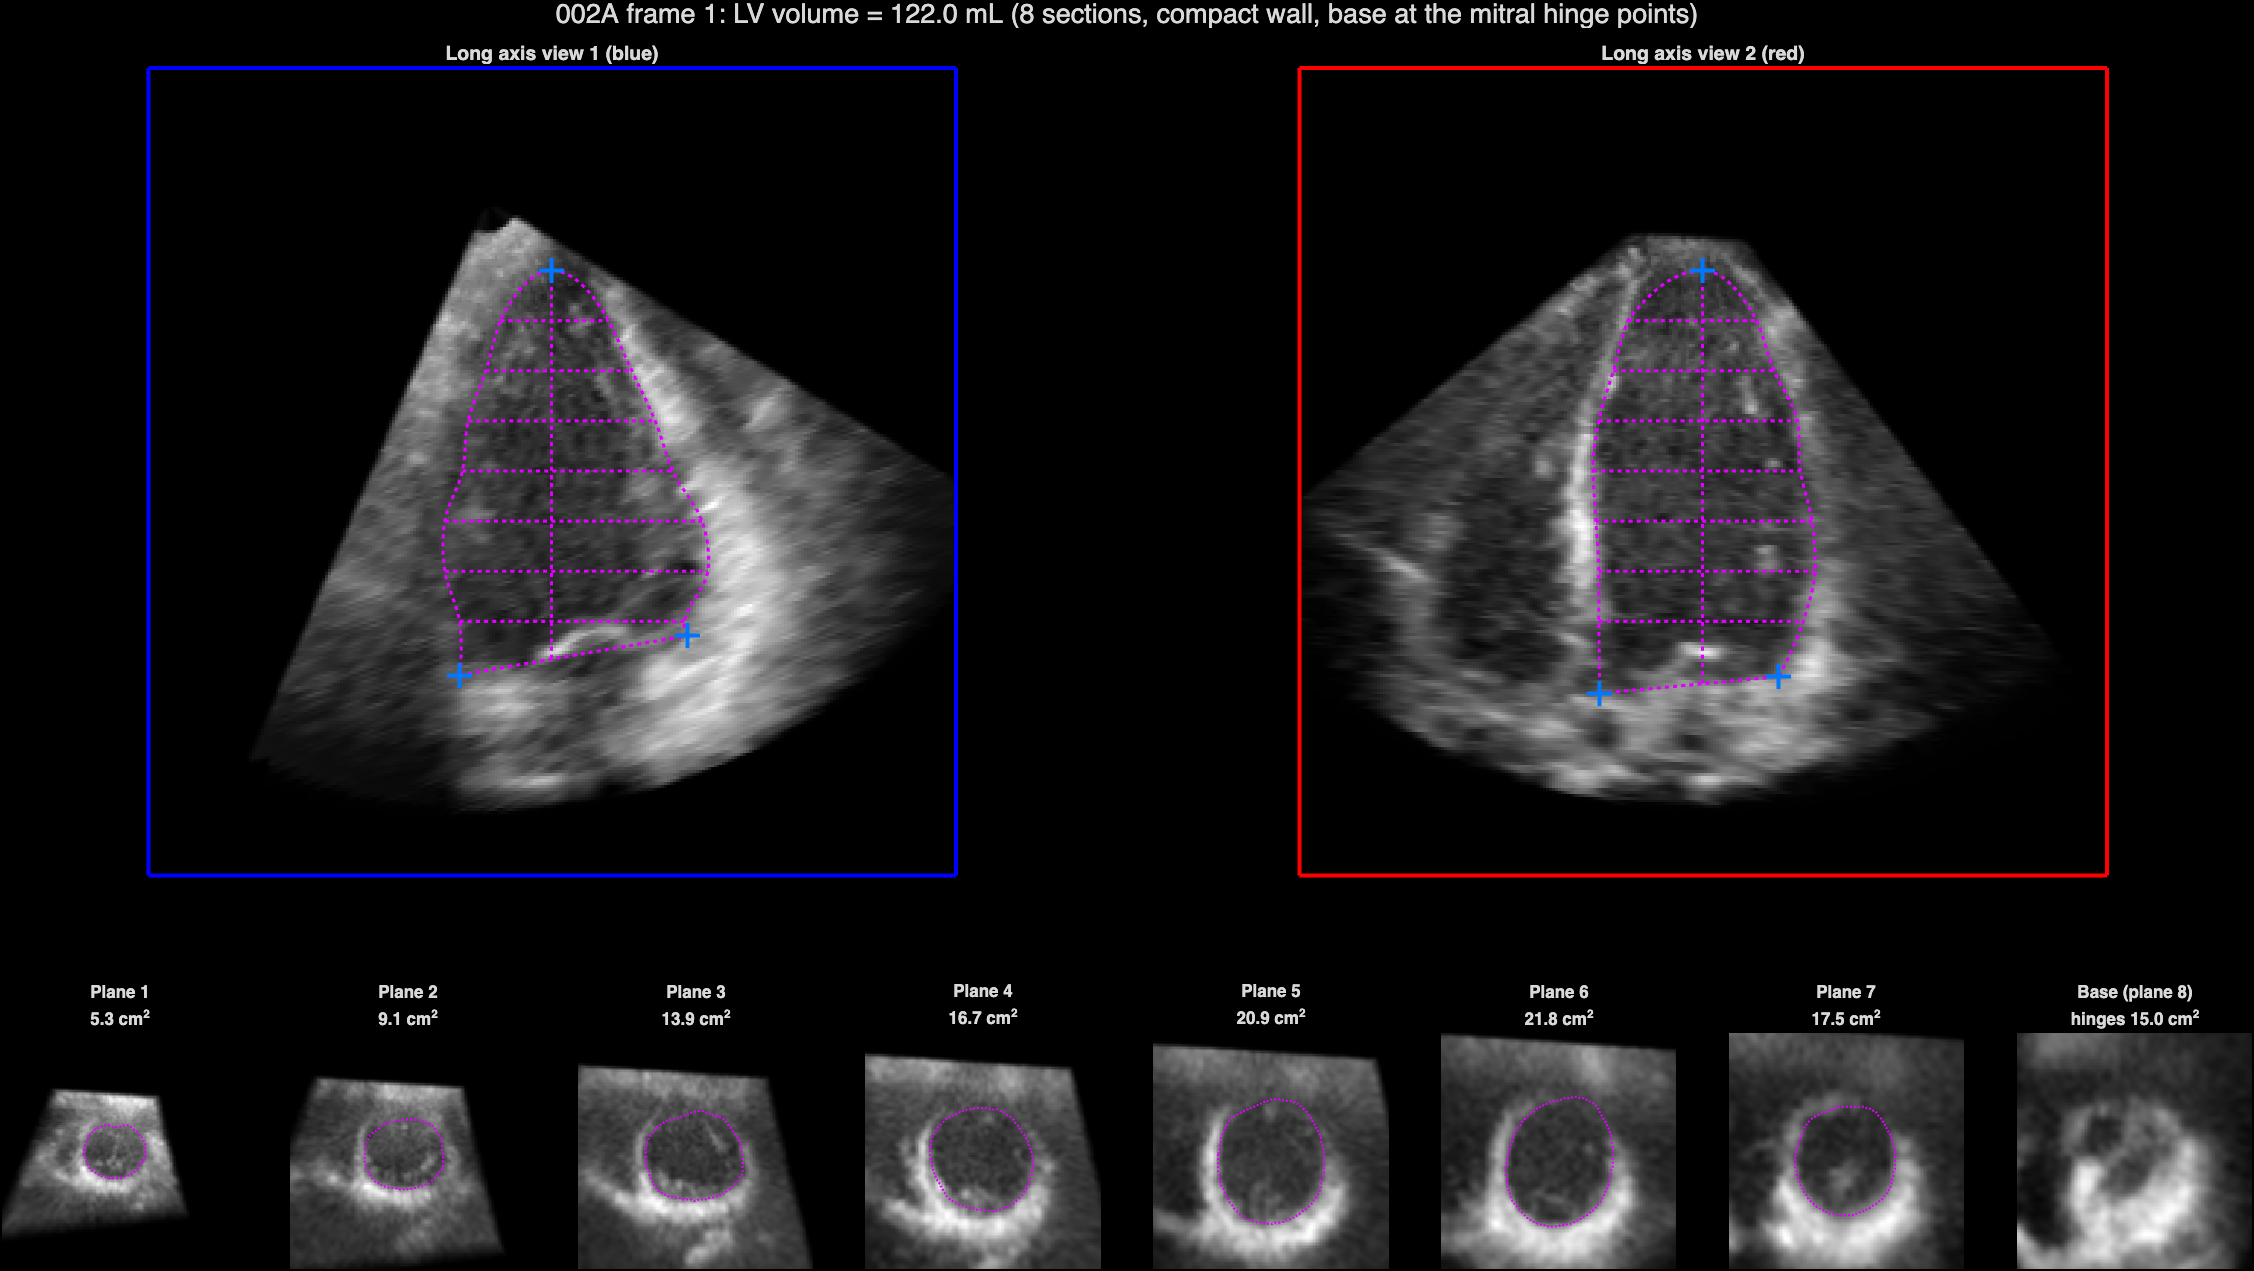 002A frame 1: LV volume = 122.0 mL (8 sections, compact wall, base at the mitral hinge points)
Long axis view 1 (blue)
Long axis view 2 (red)
Plane 1
5.3 cm²
Plane 2
9.1 cm²
Plane 3
13.9 cm²
Plane 4
16.7 cm²
Plane 5
20.9 cm²
Plane 6
21.8 cm²
Plane 7
17.5 cm²
Base (plane 8)
hinges 15.0 cm²